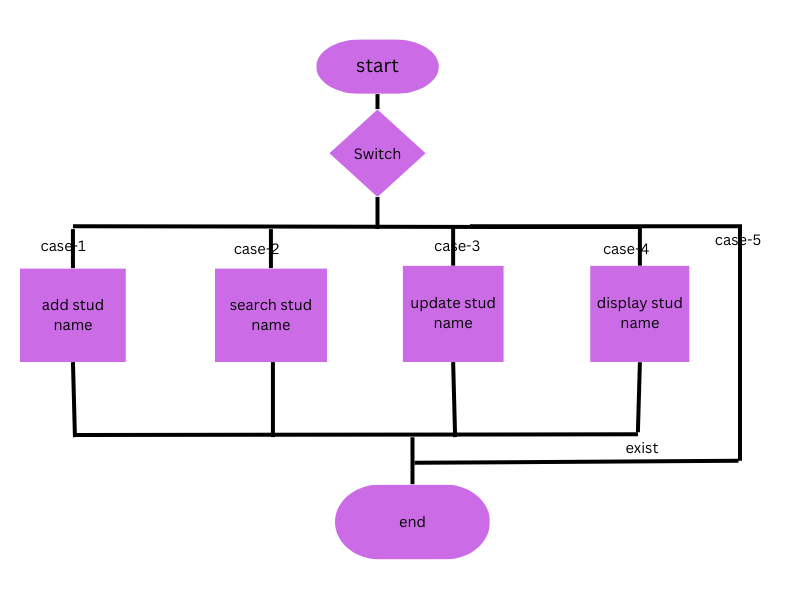 start
Switch
case-1
case-2
case-3
case-4
case-5
add stud
name
search stud
name
update stud
name
display stud
name
exist
end